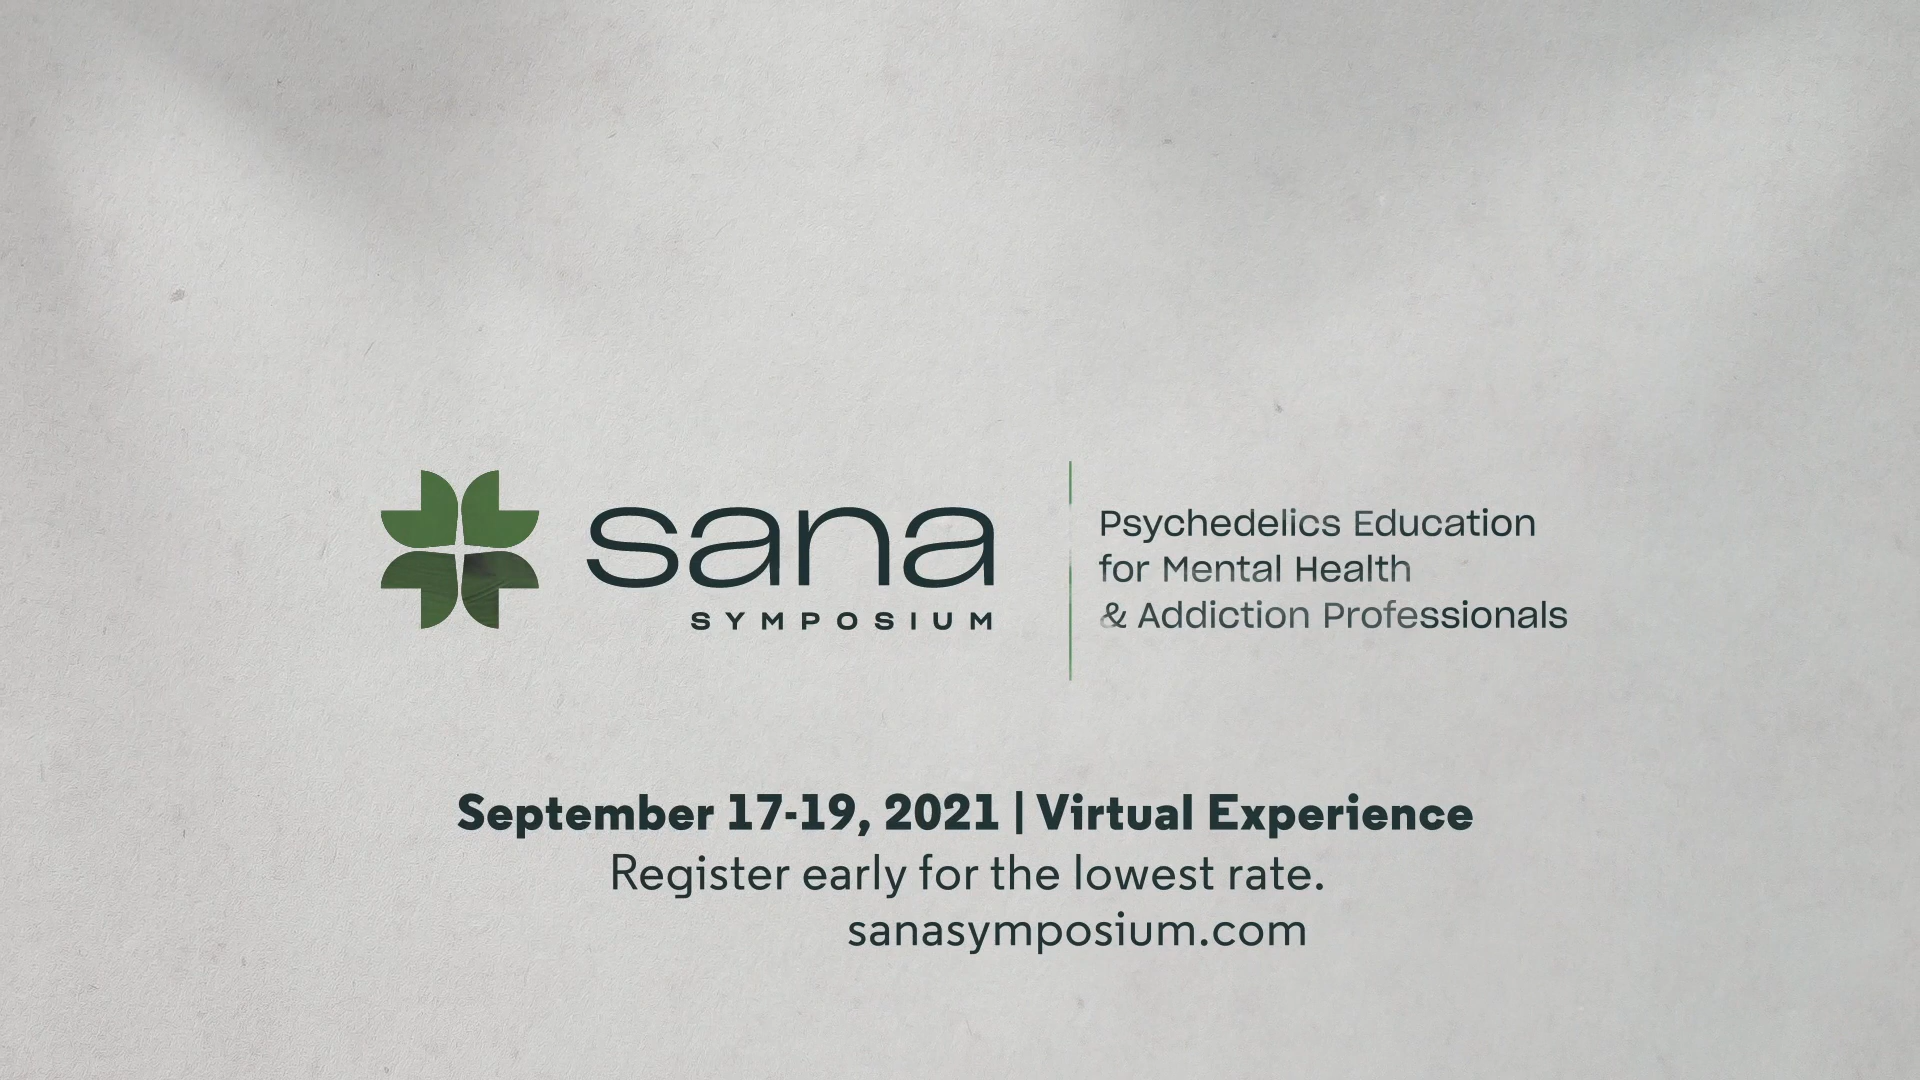 sana
SYMPOSIUM
Psychedelics Education
for Mental Health
& Addiction Professionals
September 17-19, 2021 | Virtual Experience
Register early for the lowest rate.
sanasymposium.com